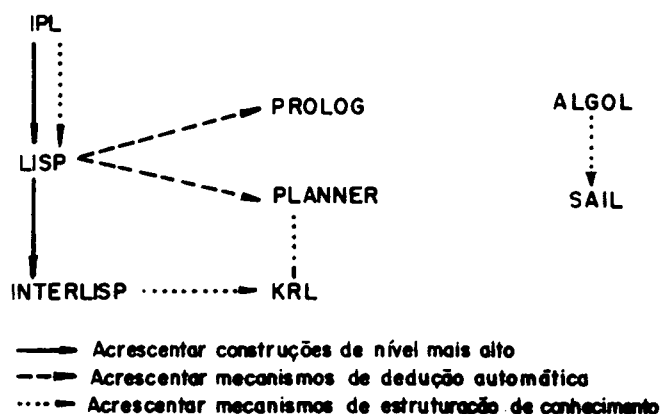 IPL
PROLOG
ALGOL
LISP
PLANNER
SAIL
INTERLISP
KRL
Acrescentar construções de nível mais alto
Acrescentar mecanismos de dedução automática
Acrescentar mecanismos de estruturação de conhecimento